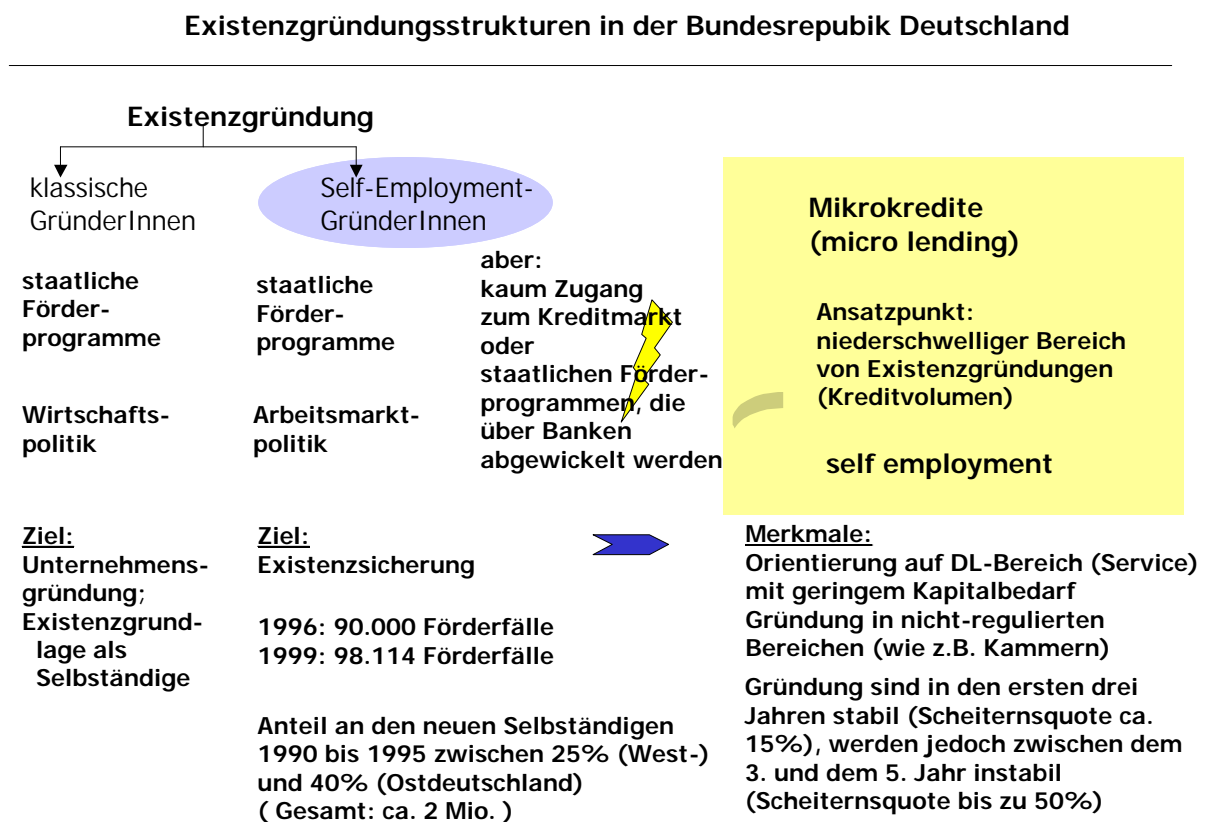 Existenzgründungsstrukturen in der Bundesrepubik Deutschland
Existenzgründung
klassische
GründerInnen
Self-Employment-
GründerInnen
staatliche
Förder-
programme
staatliche
Förder-
programme
aber:
kaum Zugang
zum Kreditmarkt
oder
staatlichen Förder-
programmen, die
über Banken
abgewickelt werden
Wirtschafts-
politik
Arbeitsmarkt-
politik
Mikrokredite
(micro lending)
Ansatzpunkt:
niederschwelliger Bereich
von Existenzgründungen
(Kreditvolumen)
self employment
Ziel:
Unternehmens-
gründung;
Existenzgrund-
lage als
Selbständige
Ziel:
Existenzsicherung
1996: 90.000 Förderfälle
1999: 98.114 Förderfälle
Anteil an den neuen Selbständigen
1990 bis 1995 zwischen 25% (West-)
und 40% (Ostdeutschland)
( Gesamt: ca. 2 Mio. )
Merkmale:
Orientierung auf DL-Bereich (Service)
mit geringem Kapitalbedarf
Gründung in nicht-regulierten
Bereichen (wie z.B. Kammern)
Gründung sind in den ersten drei
Jahren stabil (Scheiternsquote ca.
15%), werden jedoch zwischen dem
3. und dem 5. Jahr instabil
(Scheiternsquote bis zu 50%)